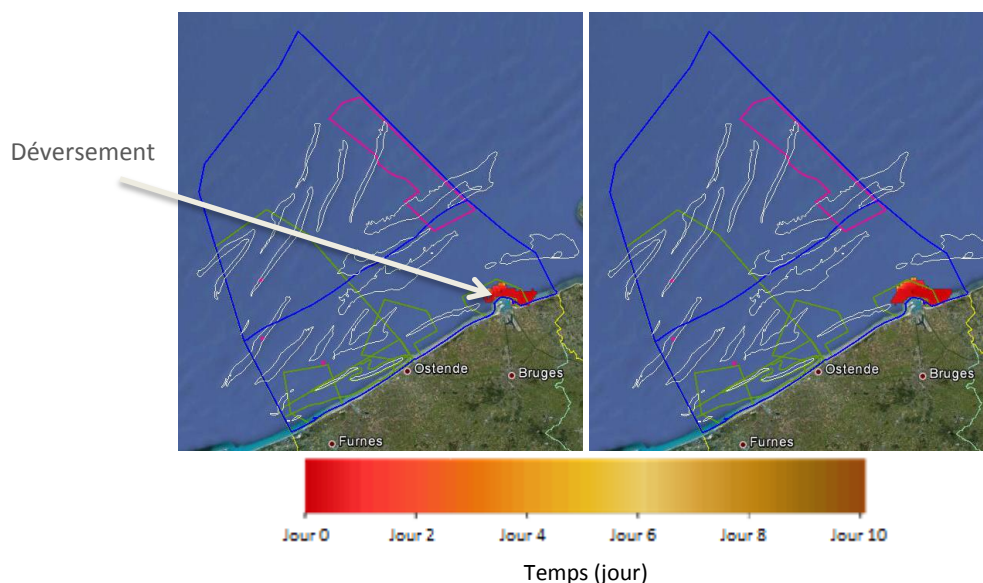 Déversement
Ostende
Bruges
Furnes
Ostende
Bruges
Furnes
Jour 0
Jour 2
Jour 4
Jour 6
Jour 8
Jour 10
Temps (jour)